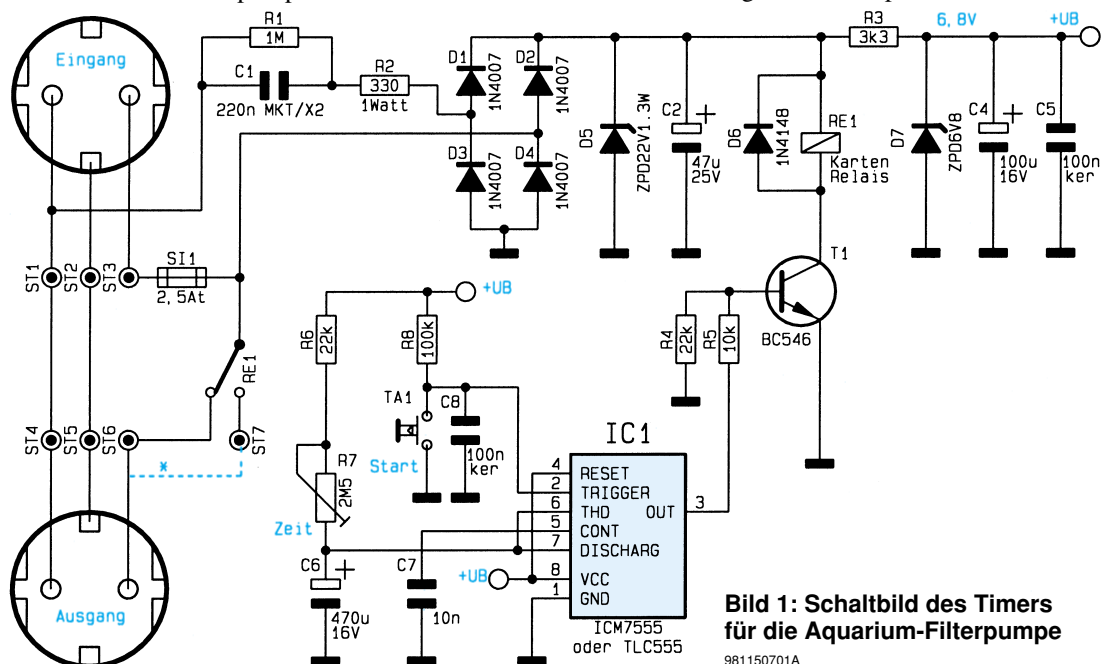 Eingang
R1
1M
C1
220n MKT/X2
R2
330
1Watt
D1
1N4007
D2
1N4007
D3
1N4007
D4
1N4007
D5
ZPD22V1.3W
C2
+
47u
25V
D6
1N4148
RE1
Karten
Relais
R3
3k3
6,8V
+UB
D7
ZPD6V8
C4
+
100u
16V
C5
100n
ker
ST1
ST2
ST3
SI1
2,5At
RE1
ST4
ST5
ST6
ST7
*
Ausgang
+UB
R6
22k
R8
100k
TA1
Start
C8
100n
ker
R7
2M5
Zeit
C6
+
470u
16V
C7
10n
+UB
T1
BC546
R4
22k
R5
10k
IC1
4 RESET
2 TRIGGER
6 THD OUT 3
5 CONT
7 DISCHARG
8 VCC
1 GND
ICM7555
oder TLC555
Bild 1: Schaltbild des Timers
für die Aquarium-Filterpumpe
981150701A